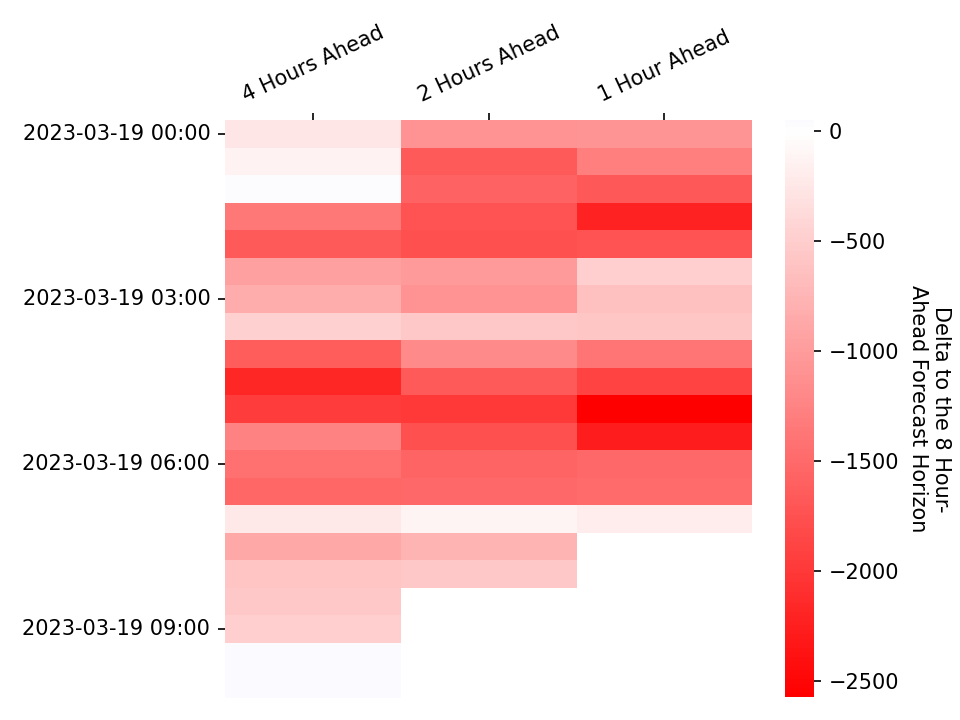 4 Hours Ahead
2 Hours Ahead
1 Hour Ahead
2023-03-19 00:00
2023-03-19 03:00
2023-03-19 06:00
2023-03-19 09:00
0
−500
−1000
−1500
−2000
−2500
Delta to the 8 Hour-
Ahead Forecast Horizon